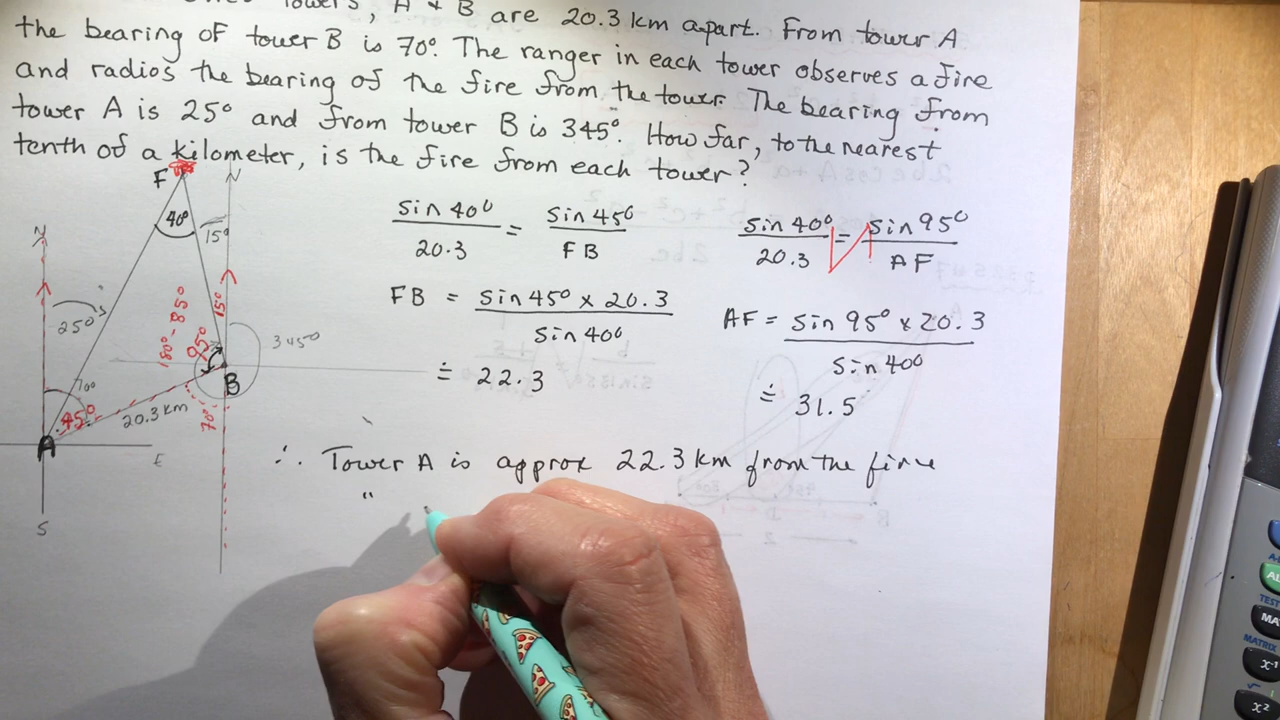 Towers, A & B are 20.3 km apart. From tower A
the bearing of tower B is 70°. The ranger in each tower observes a fire
and radios the bearing of the fire from the tower. The bearing from
tower A is 25° and from tower B is 345°. How far, to the nearest
tenth of a kilometer, is the fire from each tower?
F
N
N
40°
15°
sin 40° / 20.3 = sin 45° / FB
sin 40° / 20.3 = sin 95° / AF
25°
180° - 85°
15°
95°
345°
FB = sin 45° x 20.3 / sin 40°
AF = sin 95° x 20.3 / sin 40°
≐ 22.3
≐ 31.5
70°
B
45°
20.3 km
70°
A
E
S
∴ Tower A is approx 22.3 km from the fire
"
TEST
MA
MATRIX
x⁻¹
√
x²